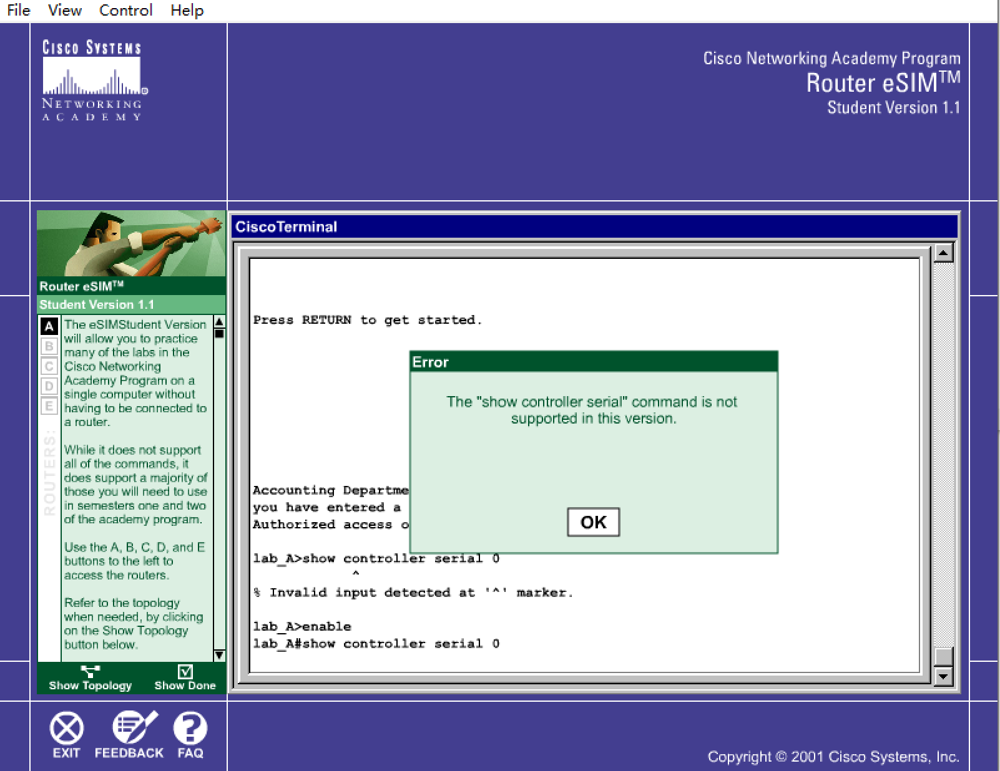 File View Control Help
CISCO SYSTEMS
NETWORKING
ACADEMY
Cisco Networking Academy Program
Router eSIM™
Student Version 1.1
Router eSIM™
Student Version 1.1
A
B
C
D
E
ROUTERS:
The eSIMStudent Version
will allow you to practice
many of the labs in the
Cisco Networking
Academy Program on a
single computer without
having to be connected to
a router.
While it does not support
all of the commands, it
does support a majority of
those you will need to use
in semesters one and two
of the academy program.
Use the A, B, C, D, and E
buttons to the left to
access the routers.
Refer to the topology
when needed, by clicking
on the Show Topology
button below.
Show Topology Show Done
CiscoTerminal
Press RETURN to get started.
Error
The "show controller serial" command is not
supported in this version.
OK
Accounting Departme
you have entered a
Authorized access o
lab_A>show controller serial 0
^
% Invalid input detected at '^' marker.
lab_A>enable
lab_A#show controller serial 0
EXIT FEEDBACK FAQ
Copyright © 2001 Cisco Systems, Inc.